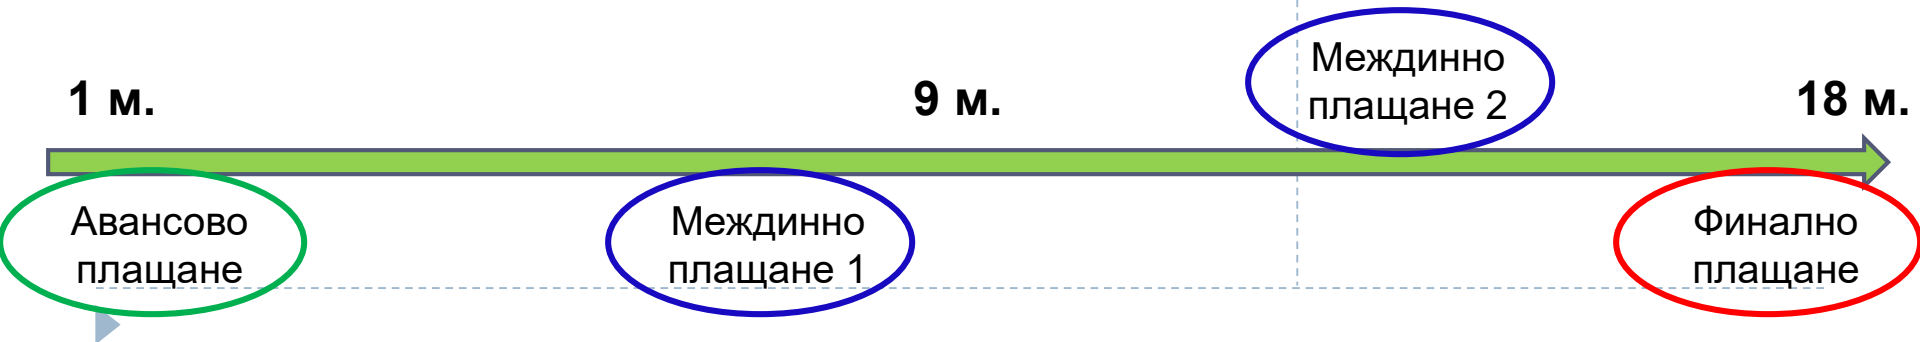 1 м.
9 м.
Междинно
плащане 2
18 м.
Авансово
плащане
Междинно
плащане 1
Финално
плащане